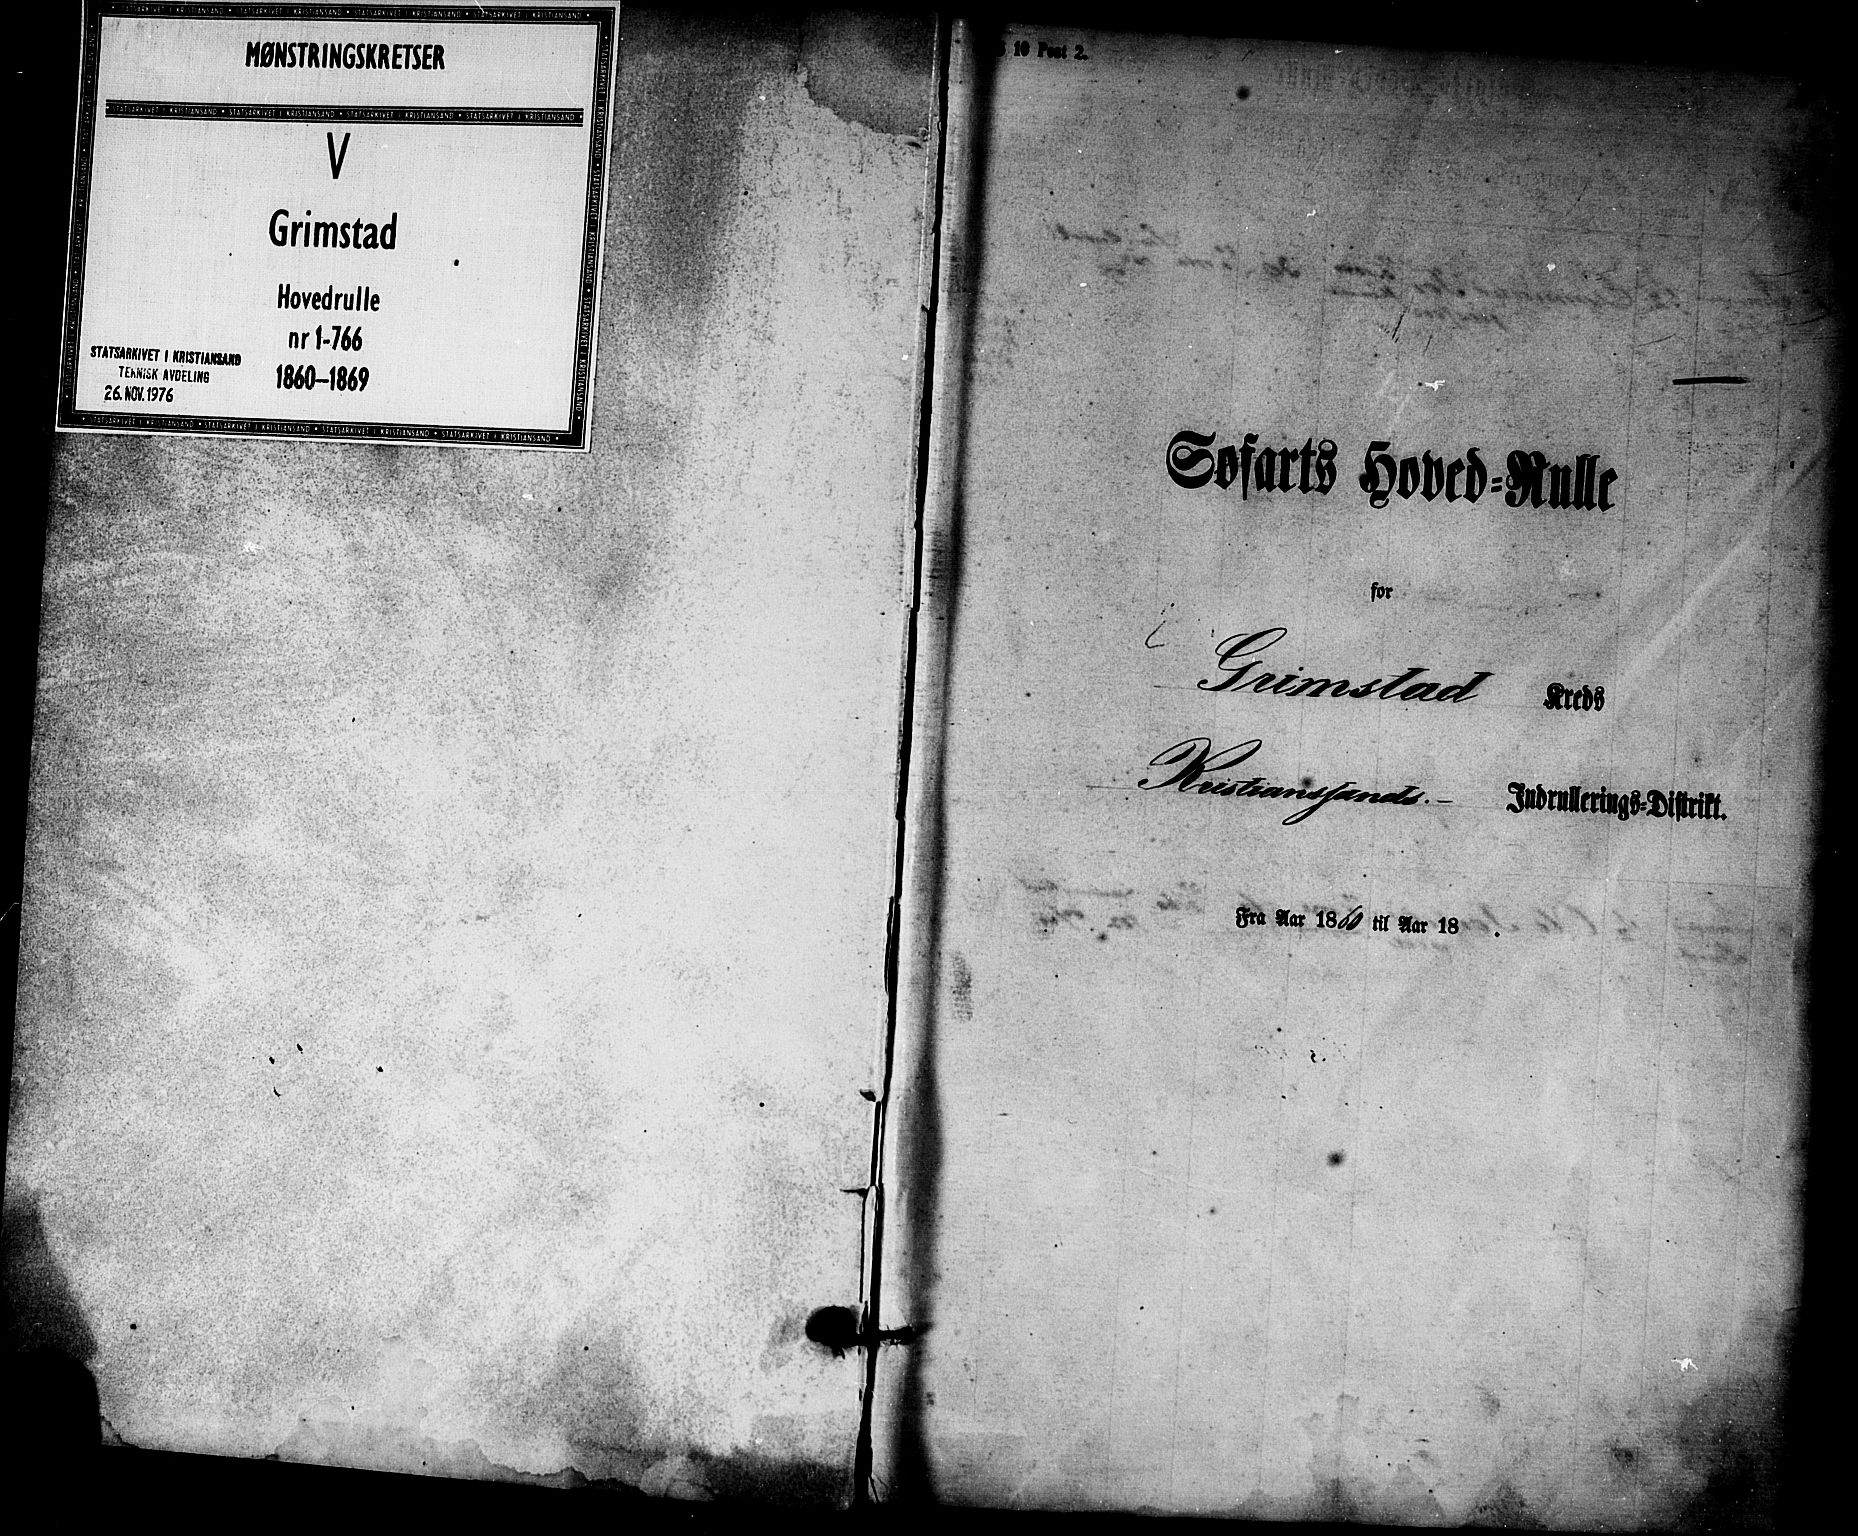 MØNSTRINGSKRETSER
V
Grimstad
Hovedrulle
nr 1-766
1860–1869
STATSARKIVET I KRISTIANSAND
TEKNISK AVDELING
26. NOV. 1976
10 Post 2.
Søfarts Hoved=Rulle
for
Grimstad Kreds
Kristianssands.– Indrullerings=Distrikt.
Fra Aar 1860 til Aar 18 .